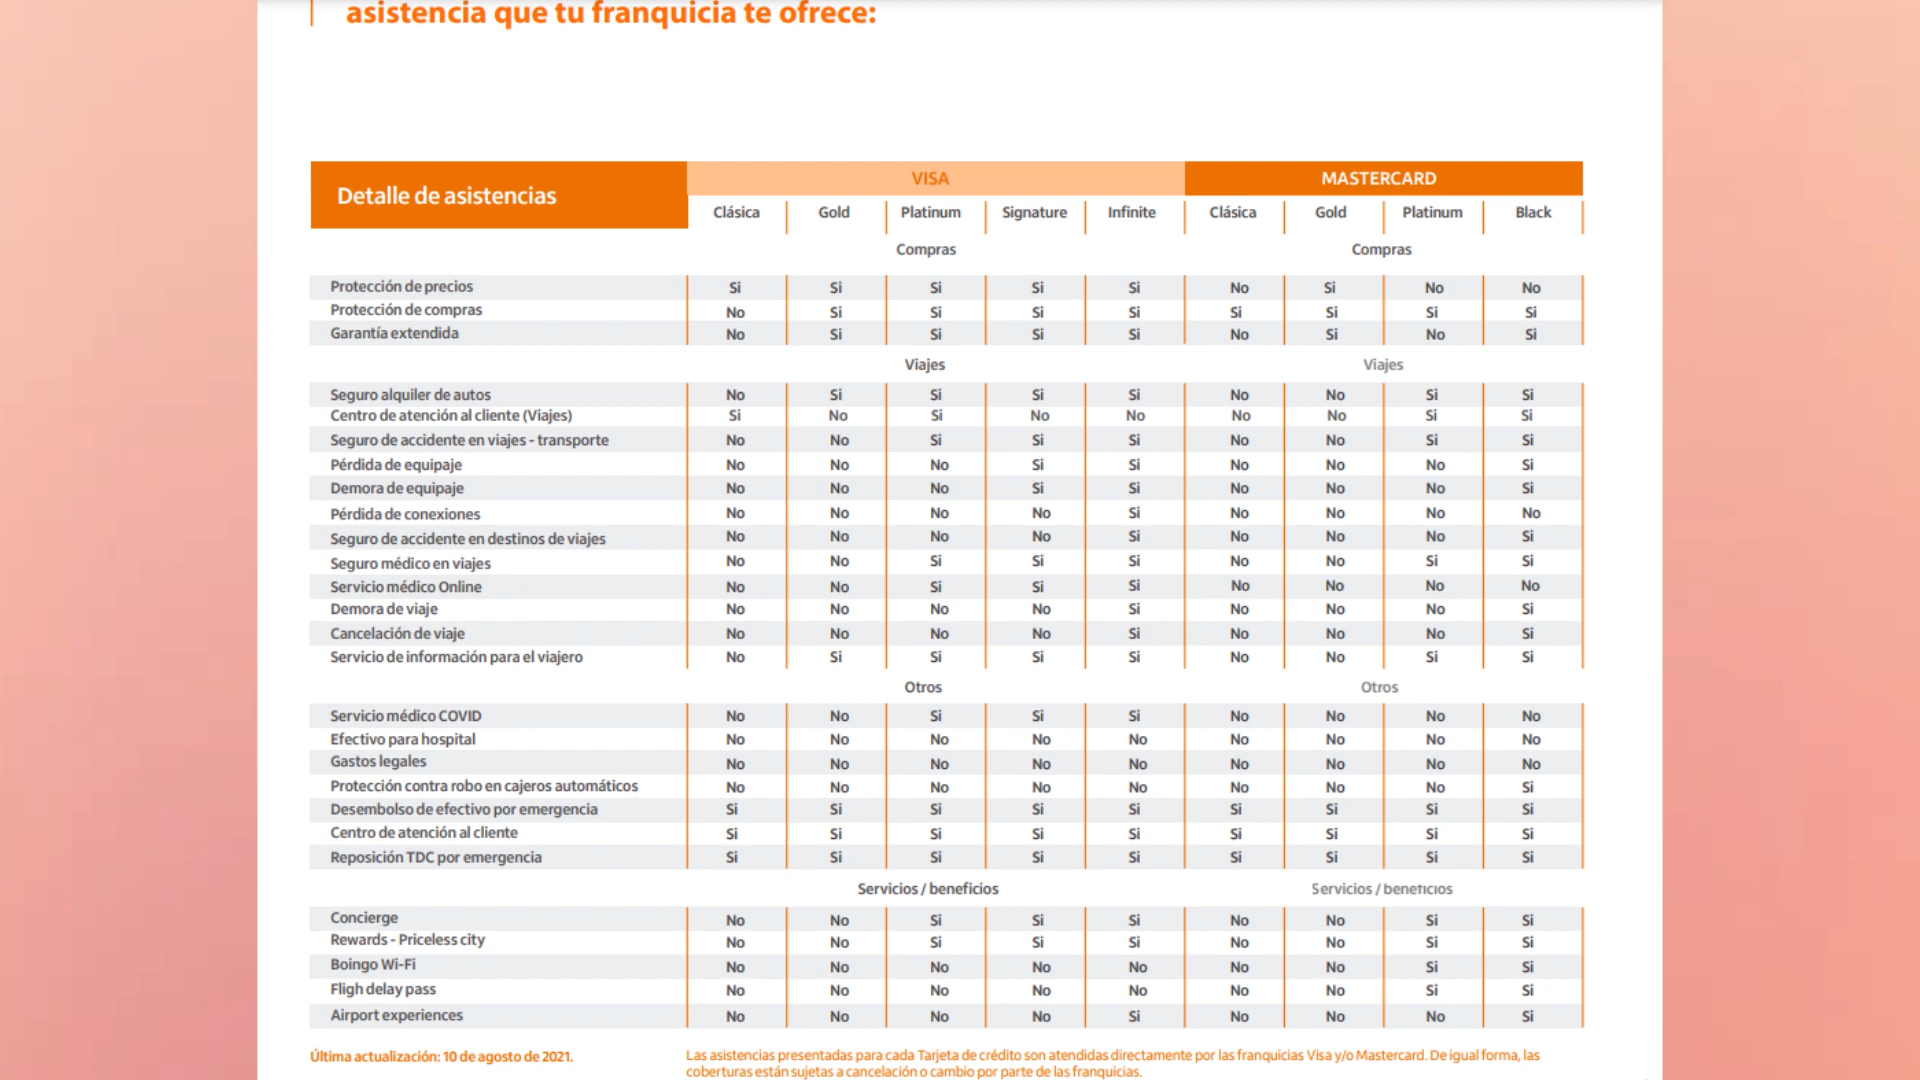 asistencia que tu franquicia te ofrece:
Detalle de asistencias VISA MASTERCARD
Clásica Gold Platinum Signature Infinite Clásica Gold Platinum Black
Compras Compras
Protección de precios Si Si Si Si Si No Si No No
Protección de compras No Si Si Si Si Si Si Si Si
Garantía extendida No Si Si Si Si No Si No Si
Viajes Viajes
Seguro alquiler de autos No Si Si Si Si No No Si Si
Centro de atención al cliente (Viajes) Si No Si No No No No Si Si
Seguro de accidente en viajes - transporte No No Si Si Si No No Si Si
Pérdida de equipaje No No No Si Si No No No Si
Demora de equipaje No No No Si Si No No No Si
Pérdida de conexiones No No No No Si No No No No
Seguro de accidente en destinos de viajes No No No No Si No No No Si
Seguro médico en viajes No No Si Si Si No No Si Si
Servicio médico Online No No Si Si Si No No No No
Demora de viaje No No No No Si No No No Si
Cancelación de viaje No No No No Si No No No Si
Servicio de información para el viajero No Si Si Si Si No No Si Si
Otros Otros
Servicio médico COVID No No Si Si Si No No No No
Efectivo para hospital No No No No No No No No No
Gastos legales No No No No No No No No No
Protección contra robo en cajeros automáticos No No No No No No No No Si
Desembolso de efectivo por emergencia Si Si Si Si Si Si Si Si Si
Centro de atención al cliente Si Si Si Si Si Si Si Si Si
Reposición TDC por emergencia Si Si Si Si Si Si Si Si Si
Servicios / beneficios Servicios / beneficios
Concierge No No Si Si Si No No Si Si
Rewards - Priceless city No No Si Si Si No No Si Si
Boingo Wi-Fi No No No No No No No Si Si
Fligh delay pass No No No No No No No Si Si
Airport experiences No No No No Si No No No Si
Última actualización: 10 de agosto de 2021.
Las asistencias presentadas para cada Tarjeta de crédito son atendidas directamente por las franquicias Visa y/o Mastercard. De igual forma, las
coberturas están sujetas a cancelación o cambio por parte de las franquicias.